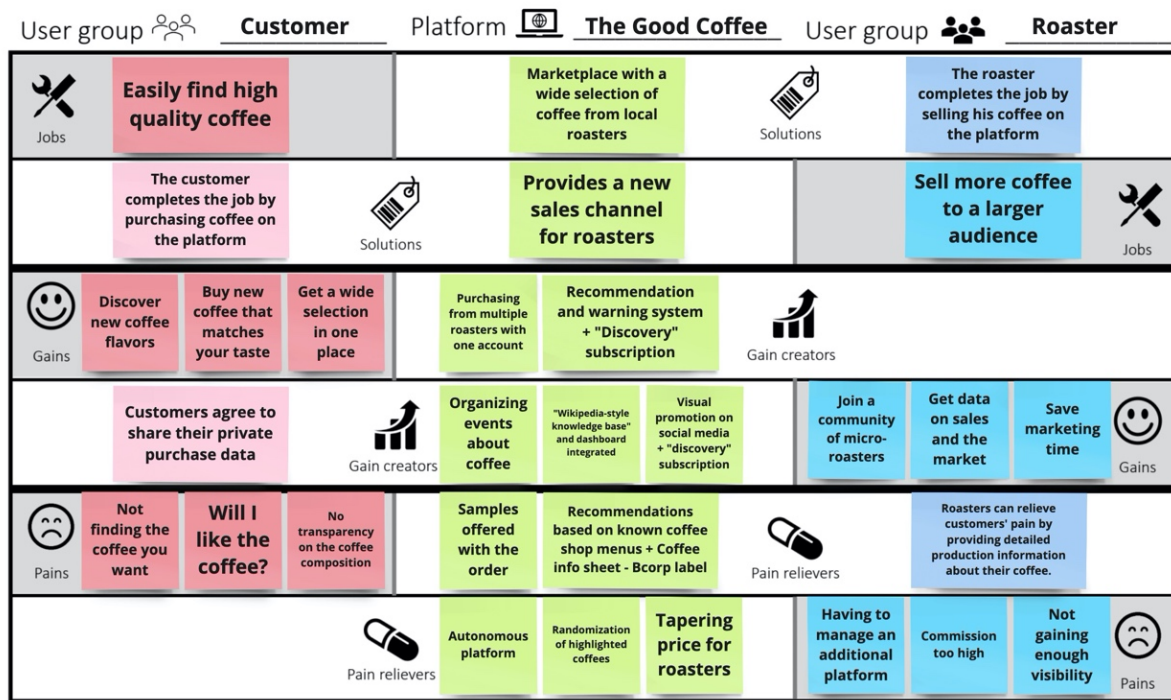 User group Customer Platform The Good Coffee User group Roaster
Easily find high
quality coffee
Jobs
Marketplace with a
wide selection of
coffee from local
roasters
Solutions
The roaster
completes the job by
selling his coffee on
the platform
The customer
completes the job by
purchasing coffee on
the platform
Solutions
Provides a new
sales channel
for roasters
Sell more coffee
to a larger
audience
Jobs
Gains
Discover
new coffee
flavors
Buy new
coffee that
matches
your taste
Get a wide
selection
in one
place
Purchasing
from multiple
roasters with
one account
Recommendation
and warning system
+ "Discovery"
subscription
Gain creators
Customers agree to
share their private
purchase data
Gain creators
Organizing
events
about
coffee
"Wikipedia-style
knowledge base"
and dashboard
integrated
Visual
promotion on
social media
+ "discovery"
subscription
Join a
community
of micro-
roasters
Get data
on sales
and the
market
Save
marketing
time
Gains
Pains
Not
finding the
coffee you
want
Will I
like the
coffee?
No
transparency
on the coffee
composition
Samples
offered
with the
order
Recommendations
based on known coffee
shop menus + Coffee
info sheet - Bcorp label
Pain relievers
Roasters can relieve
customers' pain by
providing detailed
production information
about their coffee.
Pain relievers
Autonomous
platform
Randomization
of highlighted
coffees
Tapering
price for
roasters
Having to
manage an
additional
platform
Commission
too high
Not
gaining
enough
visibility
Pains